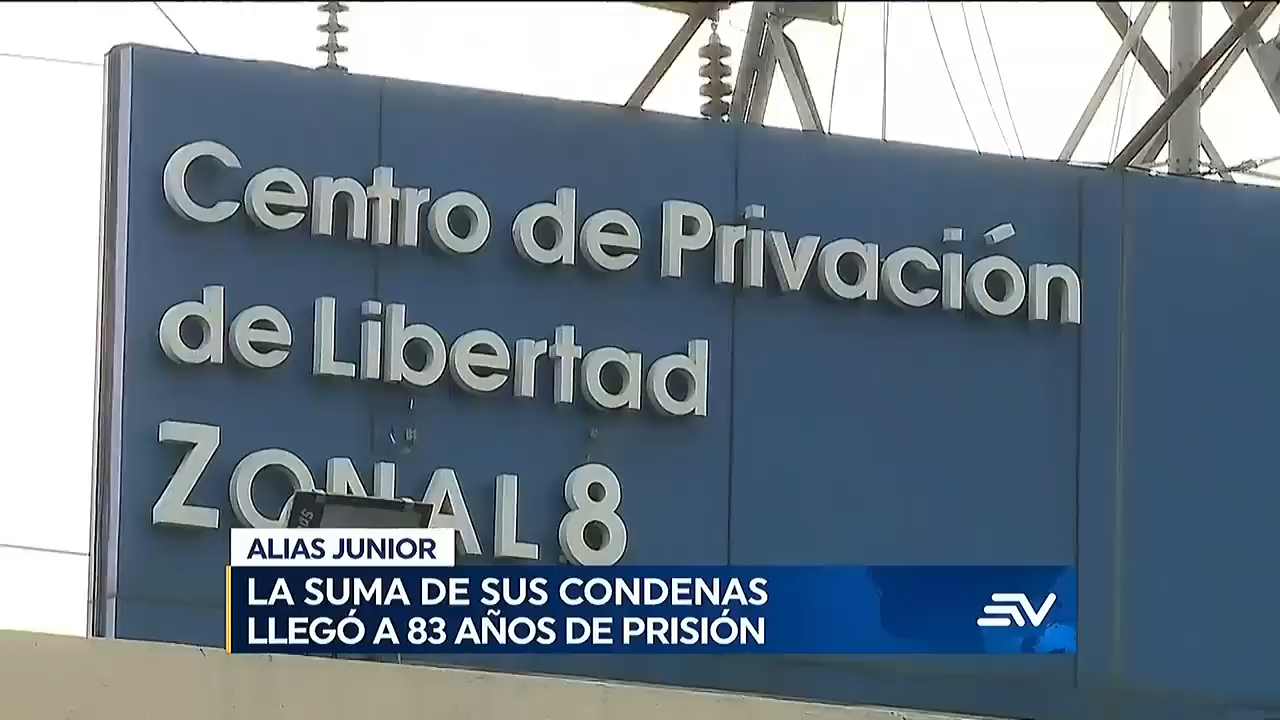 Centro de Privación
de Libertad
ZONAL 8
ALIAS JUNIOR
LA SUMA DE SUS CONDENAS
LLEGÓ A 83 AÑOS DE PRISIÓN